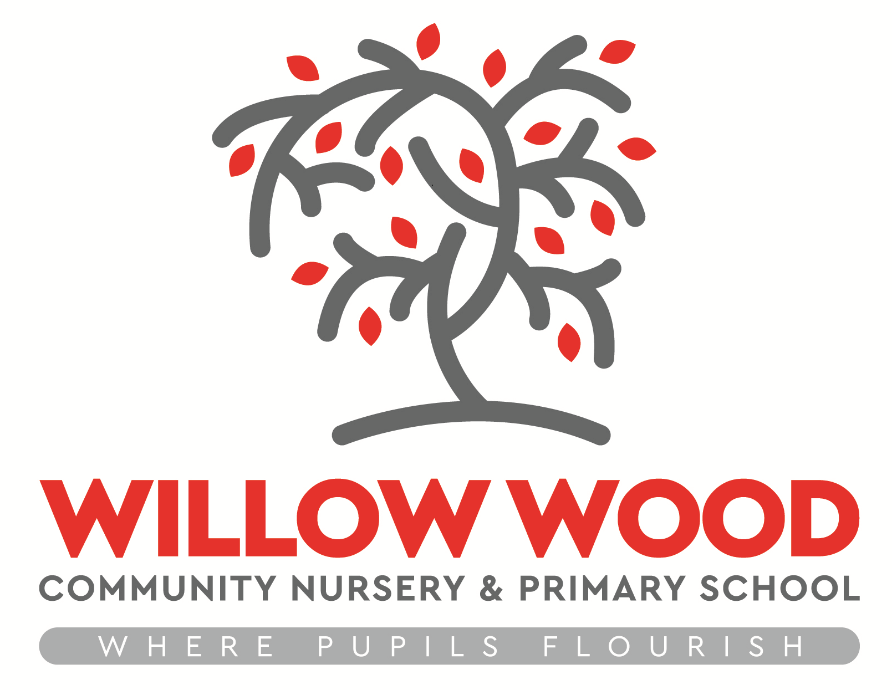 WILLOW WOOD
COMMUNITY NURSERY & PRIMARY SCHOOL
WHERE PUPILS FLOURISH